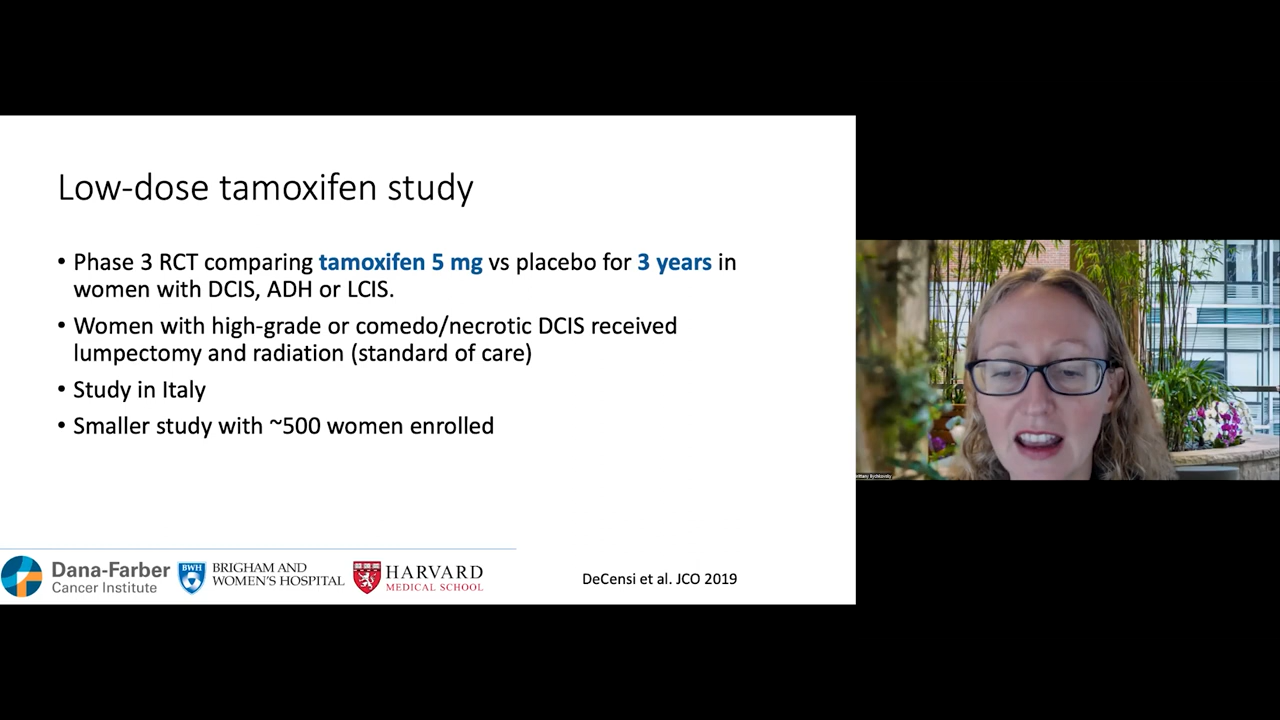 Low-dose tamoxifen study
• Phase 3 RCT comparing tamoxifen 5 mg vs placebo for 3 years in
women with DCIS, ADH or LCIS.
• Women with high-grade or comedo/necrotic DCIS received
lumpectomy and radiation (standard of care)
• Study in Italy
• Smaller study with ~500 women enrolled
Dana-Farber
Cancer Institute
BWH
BRIGHAM AND
WOMEN'S HOSPITAL
HARVARD
MEDICAL SCHOOL
DeCensi et al. JCO 2019
Brittany Bychkovsky